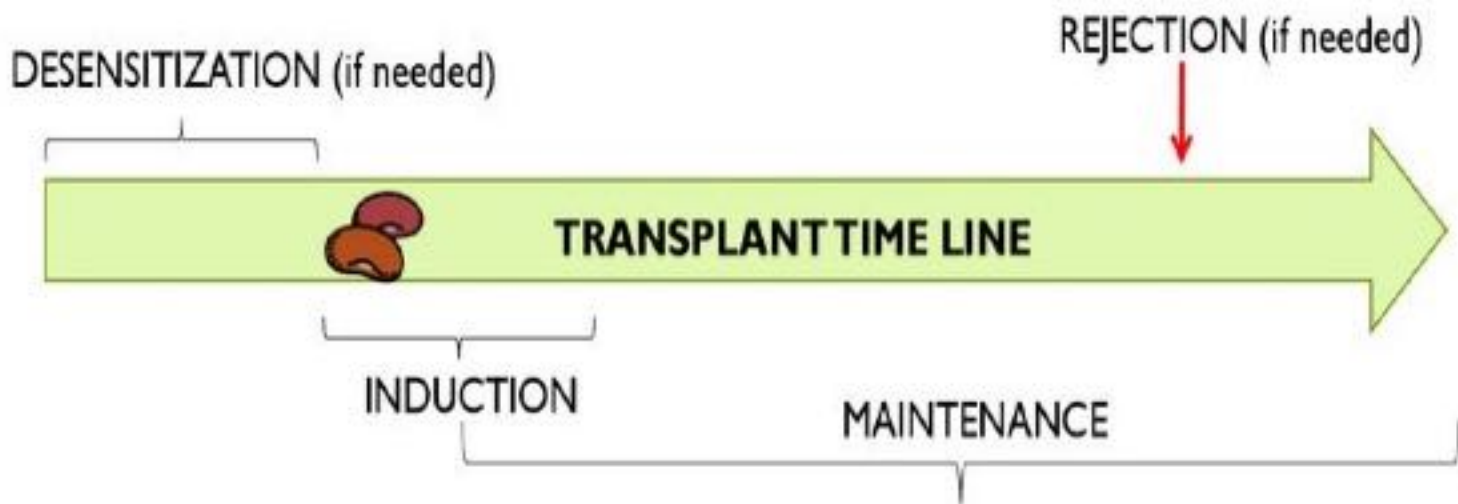 REJECTION (if needed)
DESENSITIZATION (if needed)
TRANSPLANT TIME LINE
INDUCTION
MAINTENANCE